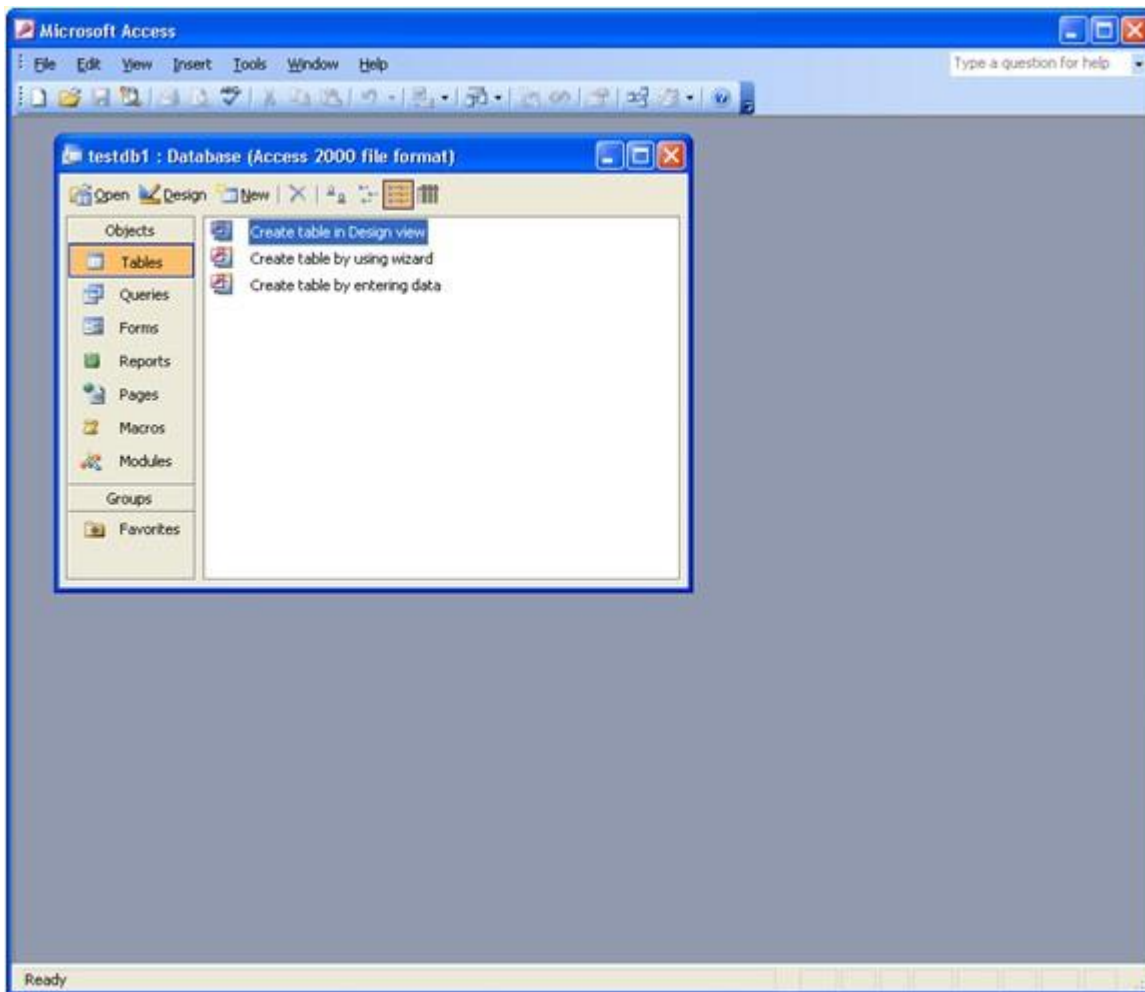 Microsoft Access
File Edit View Insert Tools Window Help
Type a question for help
testdb1 : Database (Access 2000 file format)
Open Design New
Objects
Tables
Queries
Forms
Reports
Pages
Macros
Modules
Groups
Favorites
Create table in Design view
Create table by using wizard
Create table by entering data
Ready